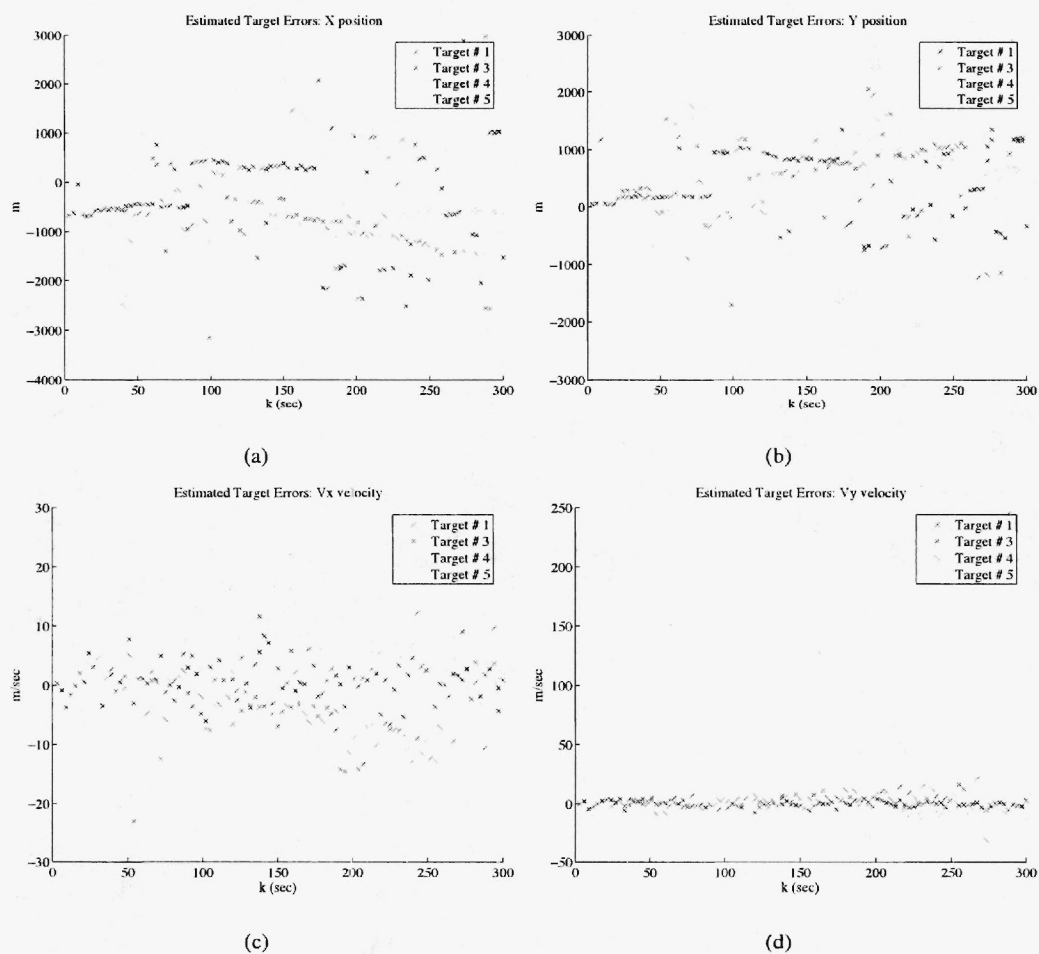 Estimated Target Errors: X position
3000
2000
1000
0
−1000
−2000
−3000
−4000
m
0 50 100 150 200 250 300
k (sec)
Target # 1
Target # 3
Target # 4
Target # 5
(a)
Estimated Target Errors: Y position
3000
2000
1000
0
−1000
−2000
−3000
m
0 50 100 150 200 250 300
k (sec)
Target # 1
Target # 3
Target # 4
Target # 5
(b)
Estimated Target Errors: Vx velocity
30
20
10
0
−10
−20
−30
m/sec
0 50 100 150 200 250 300
k (sec)
Target # 1
Target # 3
Target # 4
Target # 5
(c)
Estimated Target Errors: Vy velocity
250
200
150
100
50
0
−50
m/sec
0 50 100 150 200 250 300
k (sec)
Target # 1
Target # 3
Target # 4
Target # 5
(d)